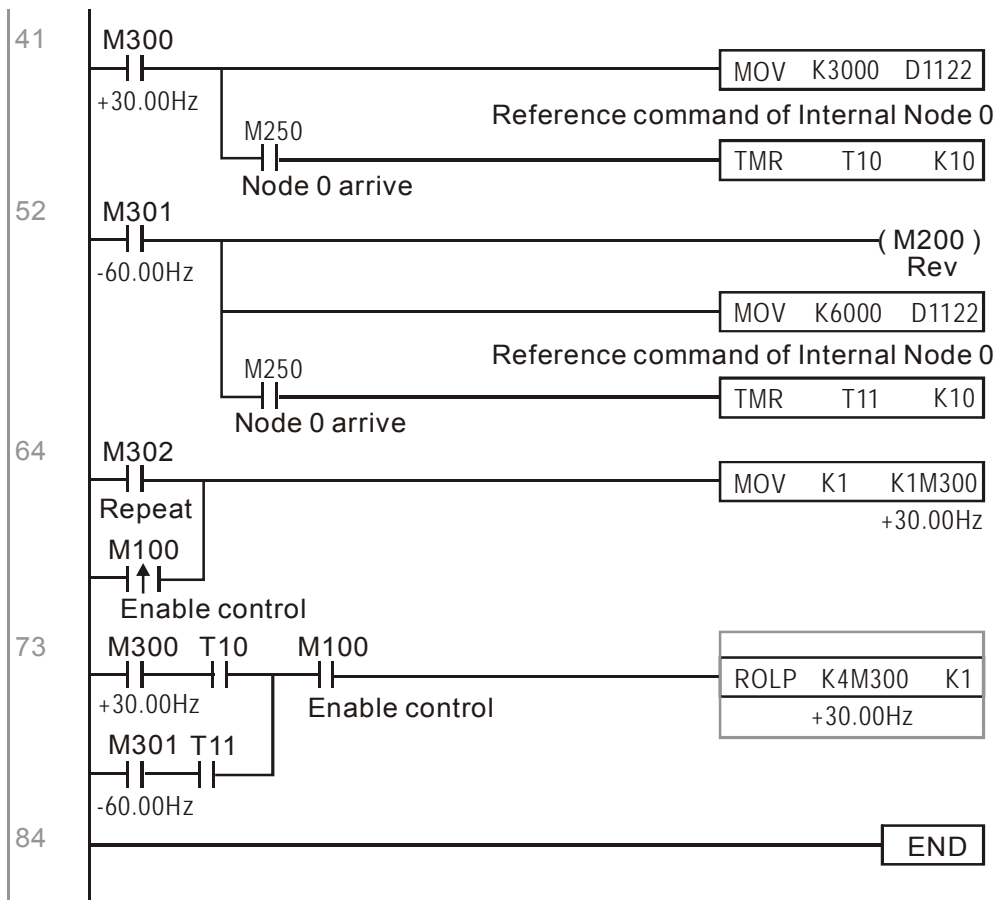 41
M300
MOV K3000 D1122
+30.00Hz
Reference command of Internal Node 0
M250
TMR T10 K10
Node 0 arrive
52
M301
( M200 )
-60.00Hz
Rev
MOV K6000 D1122
Reference command of Internal Node 0
M250
TMR T11 K10
Node 0 arrive
64
M302
MOV K1 K1M300
Repeat
+30.00Hz
M100
Enable control
73
M300 T10 M100
ROLP K4M300 K1
+30.00Hz
Enable control
+30.00Hz
M301 T11
-60.00Hz
84
END